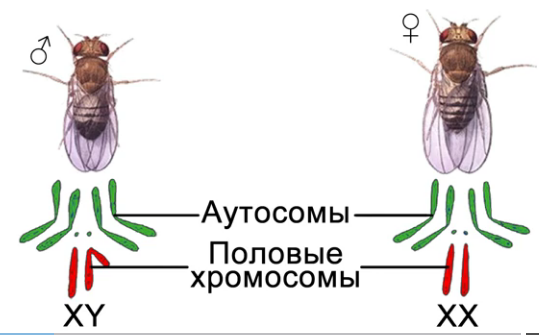 ♂
♀
Аутосомы
Половые
хромосомы
XY
XX